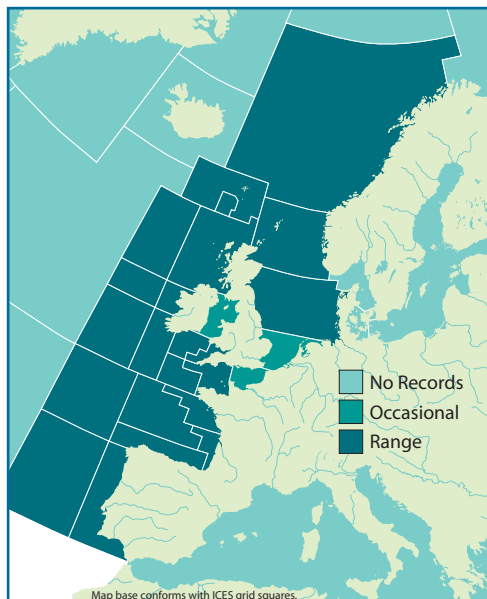 No Records
Occasional
Range
Map base conforms with ICES grid squares.